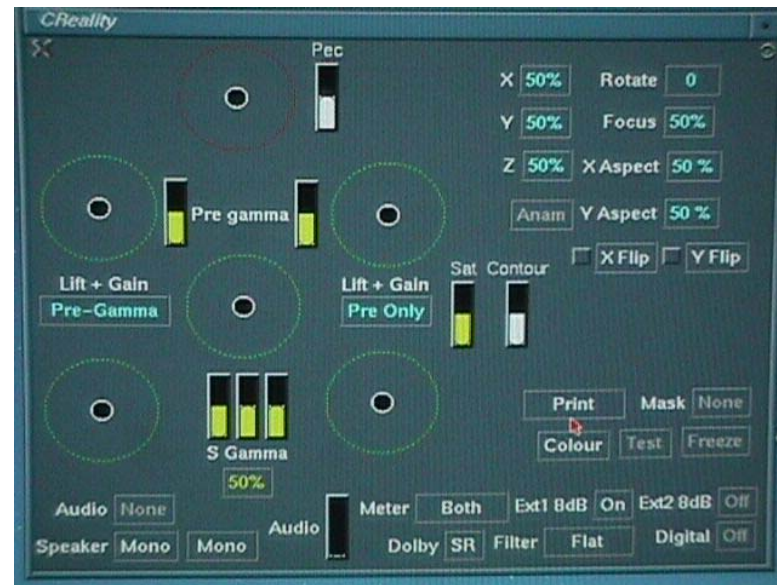 CReality
Pec
X 50% Rotate 0
Y 50% Focus 50%
Z 50% X Aspect 50 %
Pre gamma
Anam Y Aspect 50 %
X Flip Y Flip
Lift + Gain Lift + Gain Sat Contour
Pre-Gamma Pre Only
Print Mask None
Colour Test Freeze
S Gamma
50%
Audio None Meter Both Ext1 8dB On Ext2 8dB Off
Speaker Mono Mono Audio Dolby SR Filter Flat Digital Off